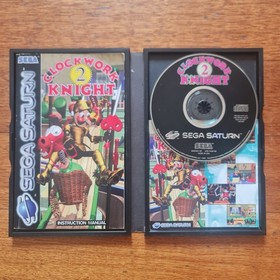 SEGA
CLOCKWORK
2
KNIGHT
SEGA SATURN
INSTRUCTION MANUAL
CLOCKWORK
2
KNIGHT
SEGA SATURN
SEGA